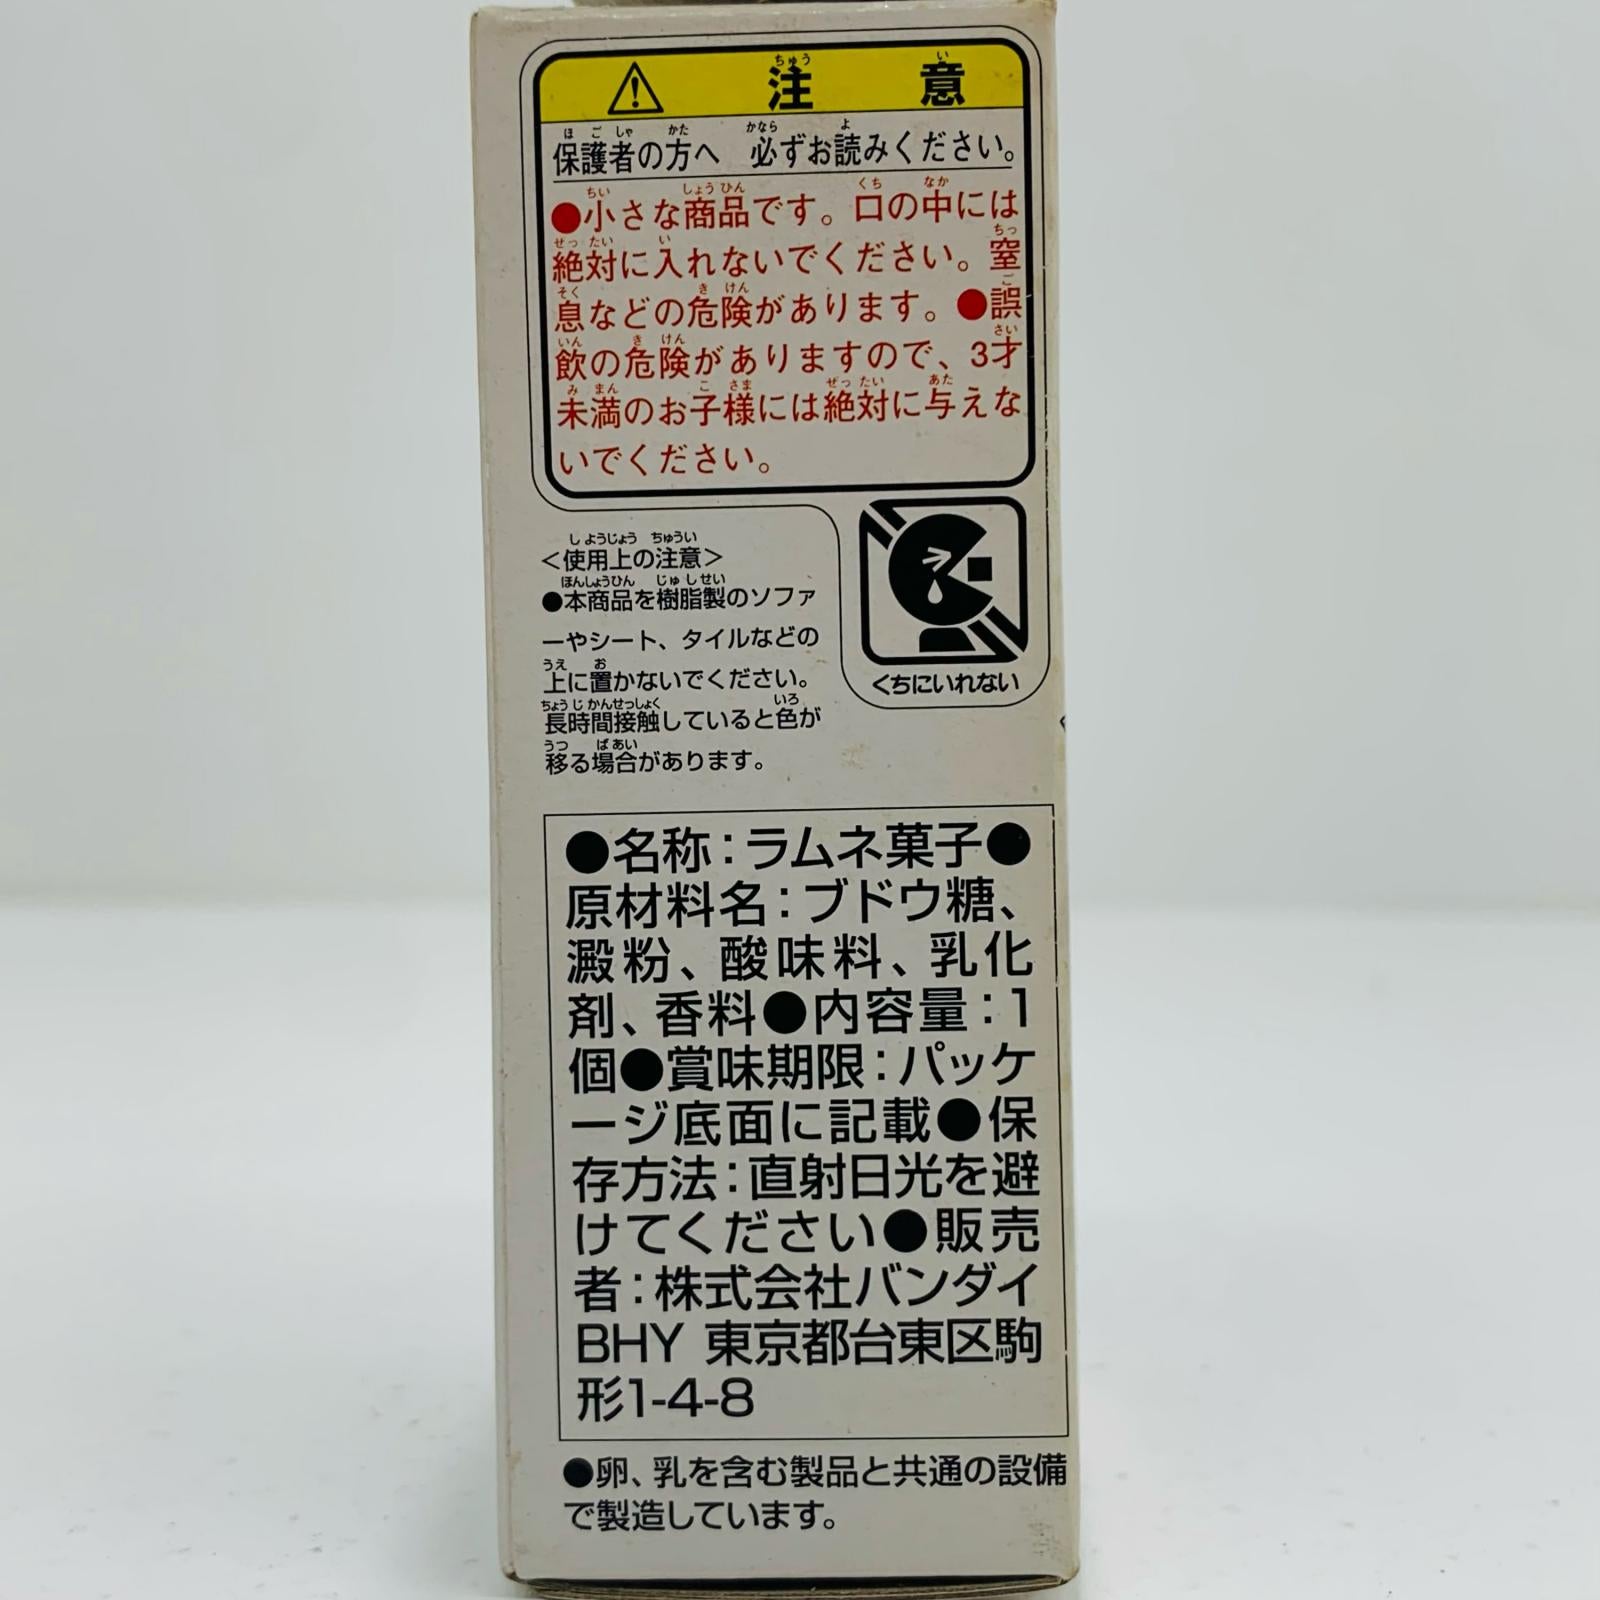 注意
保護者の方へ 必ずお読みください。
●小さな商品です。口の中には
絶対に入れないでください。窒
息などの危険があります。●誤
飲の危険がありますので、3才
未満のお子様には絶対に与えな
いでください。
<使用上の注意>
●本商品を樹脂製のソファ
ーやシート、タイルなどの
上に置かないでください。
長時間接触していると色が
移る場合があります。
くちにいれない
●名称:ラムネ菓子●
原材料名:ブドウ糖、
澱粉、酸味料、乳化
剤、香料●内容量:1
個●賞味期限:パッケ
ージ底面に記載●保
存方法:直射日光を避
けてください●販売
者:株式会社バンダイ
BHY 東京都台東区駒
形1-4-8
●卵、乳を含む製品と共通の設備
で製造しています。